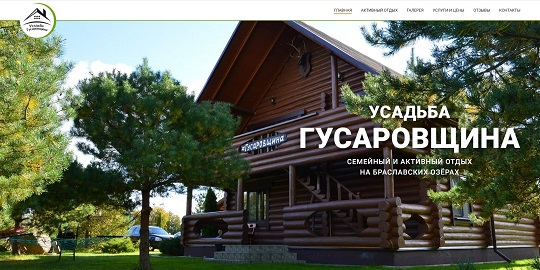 ГЛАВНАЯ АКТИВНЫЙ ОТДЫХ ГАЛЕРЕЯ УСЛУГИ И ЦЕНЫ ОТЗЫВЫ КОНТАКТЫ
Усадьба
Гусаровщина
УСАДЬБА
ГУСАРОВЩИНА
#Гусаровщина
СЕМЕЙНЫЙ И АКТИВНЫЙ ОТДЫХ
НА БРАСЛАВСКИХ ОЗЁРАХ